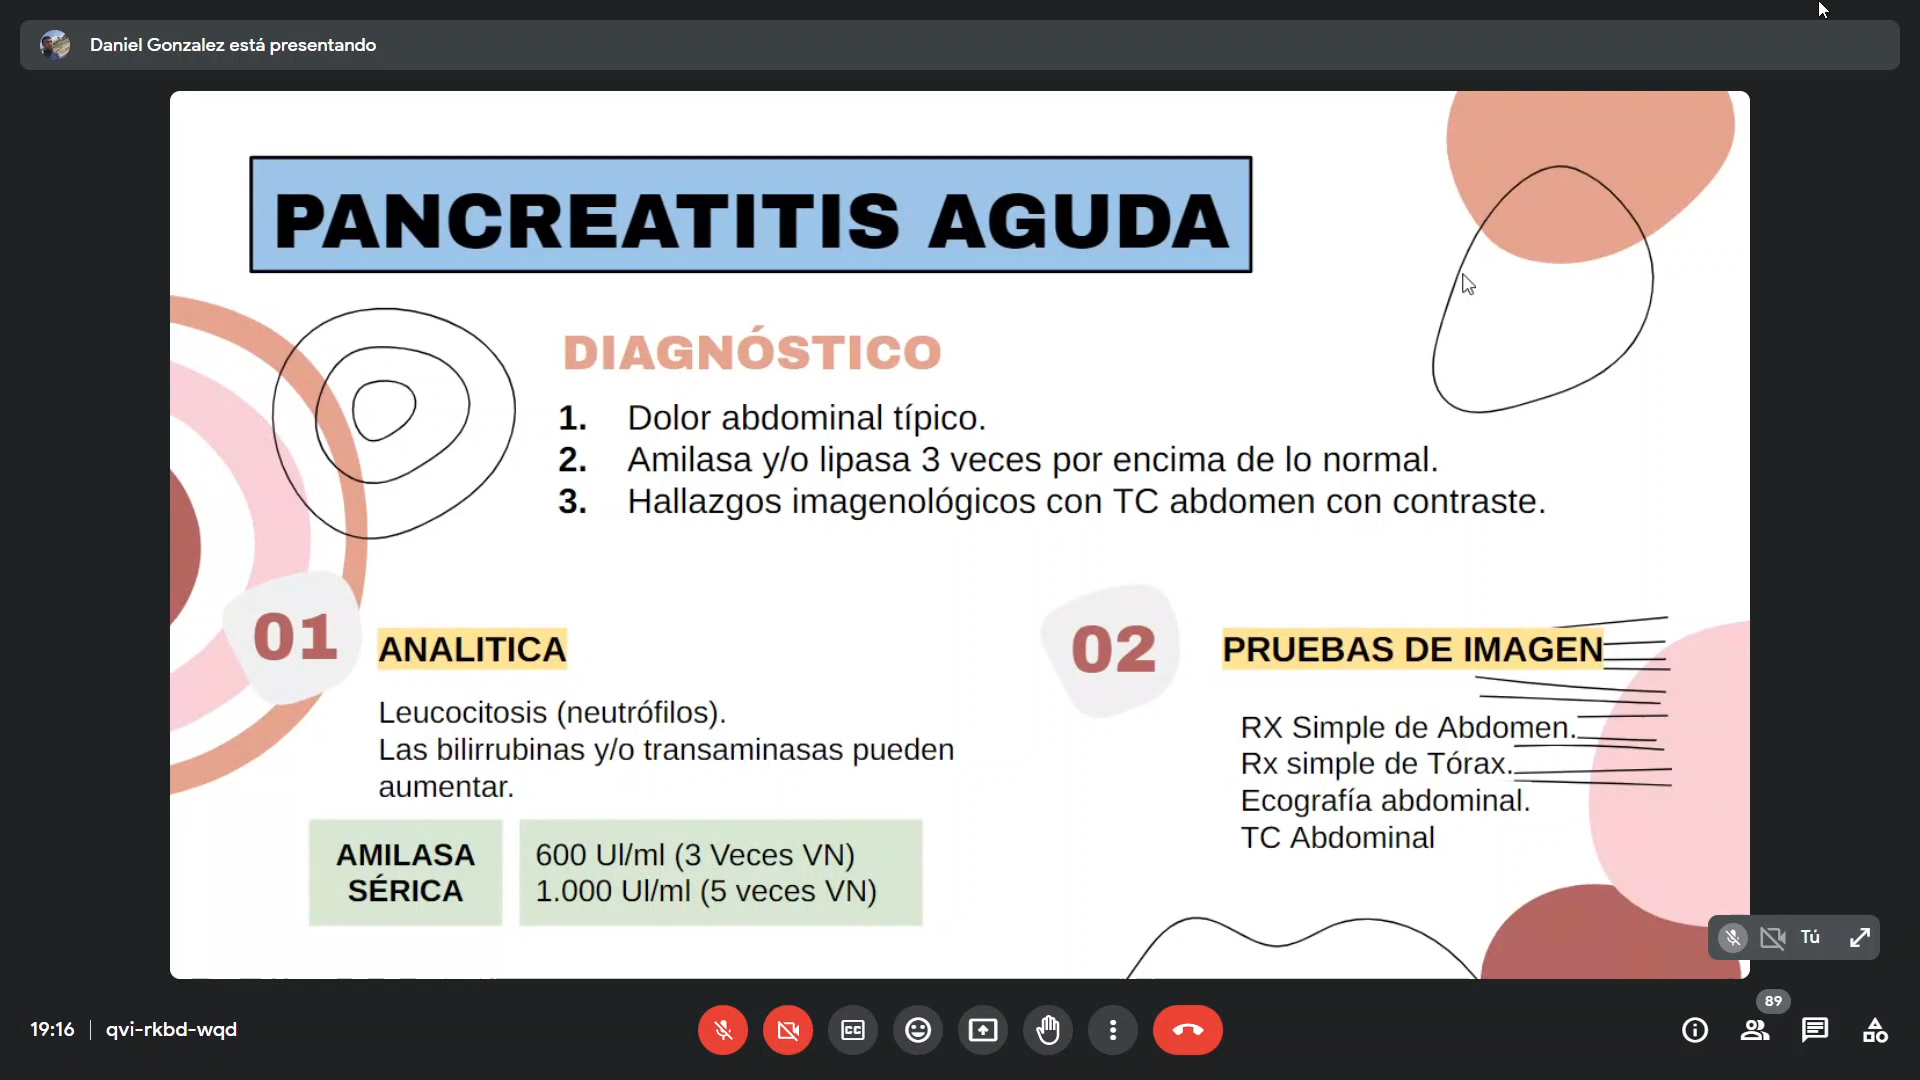 Daniel Gonzalez está presentando
PANCREATITIS AGUDA
DIAGNÓSTICO
1. Dolor abdominal típico.
2. Amilasa y/o lipasa 3 veces por encima de lo normal.
3. Hallazgos imagenológicos con TC abdomen con contraste.
01
ANALITICA
Leucocitosis (neutrófilos).
Las bilirrubinas y/o transaminasas pueden
aumentar.
AMILASA
SÉRICA
600 Ul/ml (3 Veces VN)
1.000 Ul/ml (5 veces VN)
02
PRUEBAS DE IMAGEN
RX Simple de Abdomen.
Rx simple de Tórax.
Ecografía abdominal.
TC Abdominal
Tú
19:16 | qvi-rkbd-wqd
CC
89